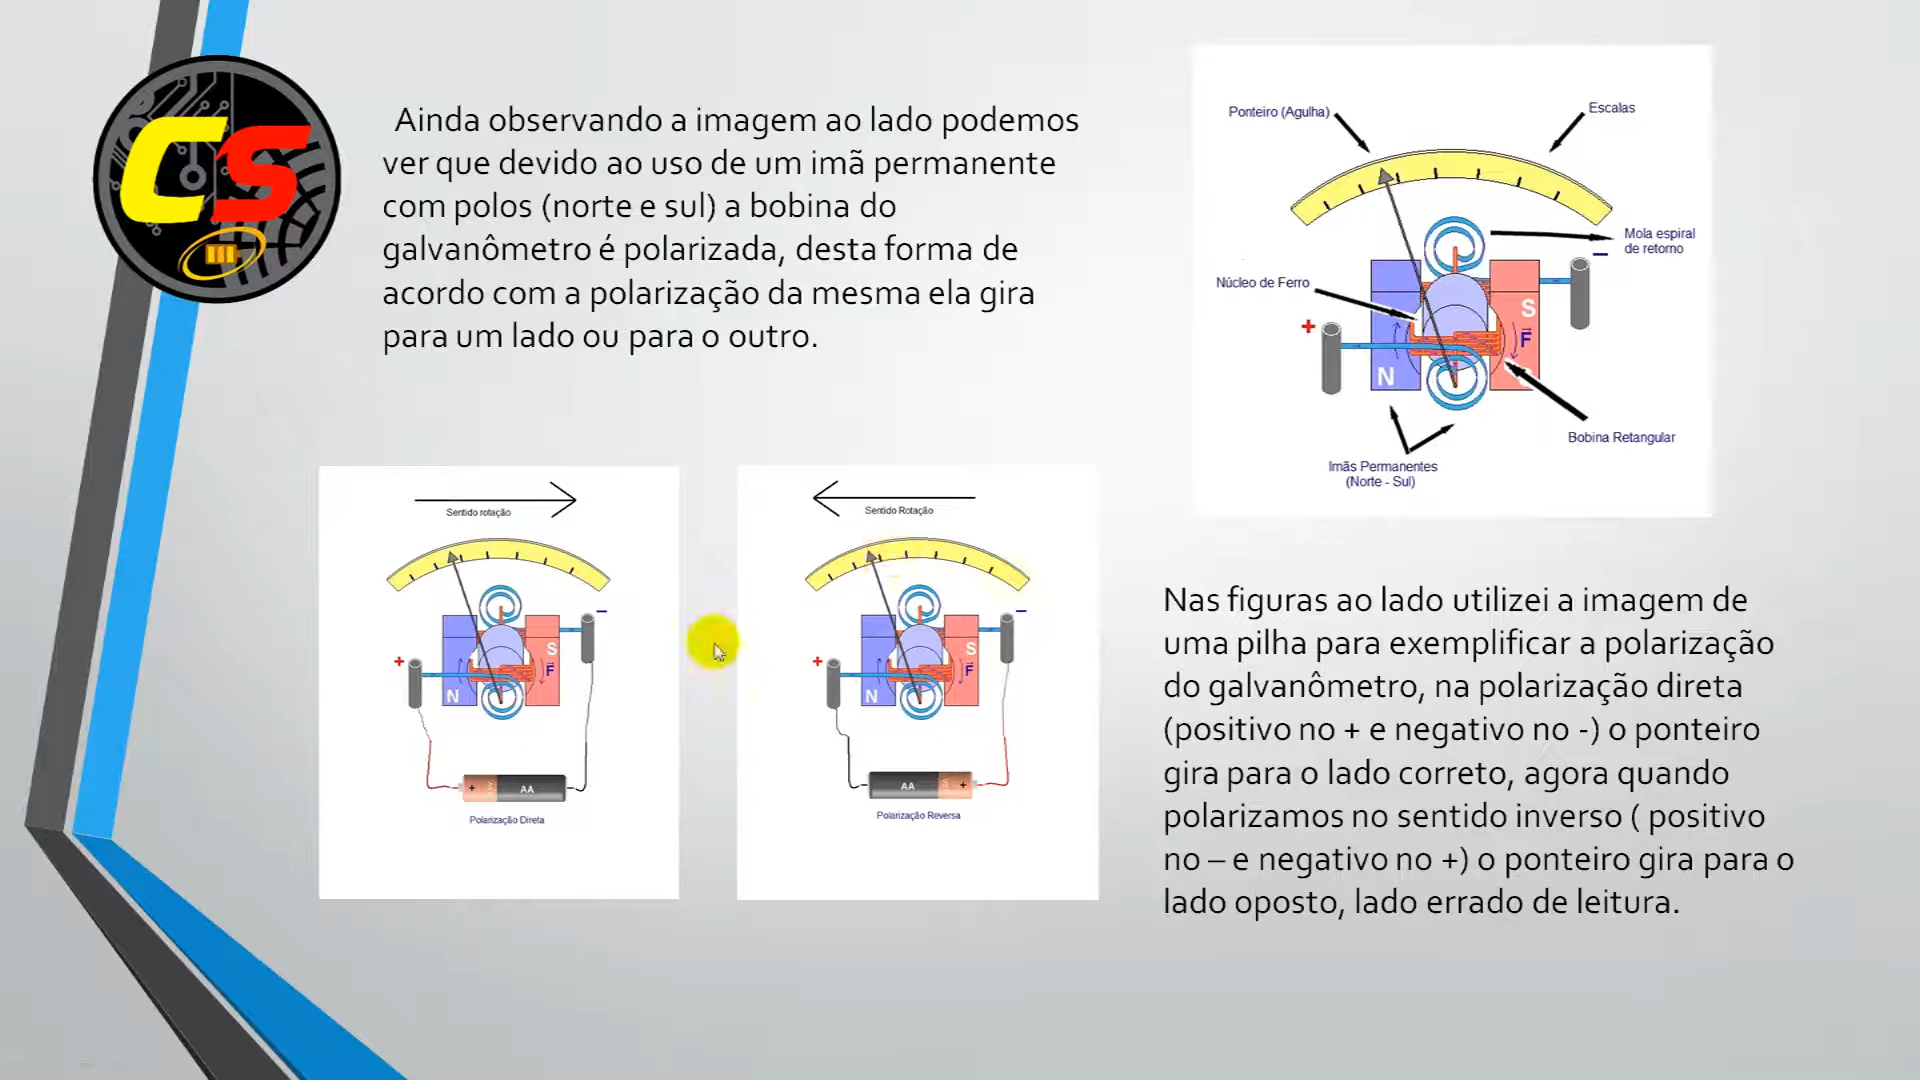 CS
Ainda observando a imagem ao lado podemos
ver que devido ao uso de um imã permanente
com polos (norte e sul) a bobina do
galvanômetro é polarizada, desta forma de
acordo com a polarização da mesma ela gira
para um lado ou para o outro.
Ponteiro (Agulha)
Escalas
Mola espiral
de retorno
−
Núcleo de Ferro
+
S
F
N
Bobina Retangular
Imãs Permanentes
(Norte - Sul)
Sentido rotação
−
+
S
F
N
+ AA
Polarização Direta
Sentido Rotação
−
+
S
F
N
AA +
Polarização Reversa
Nas figuras ao lado utilizei a imagem de
uma pilha para exemplificar a polarização
do galvanômetro, na polarização direta
(positivo no + e negativo no -) o ponteiro
gira para o lado correto, agora quando
polarizamos no sentido inverso ( positivo
no – e negativo no +) o ponteiro gira para o
lado oposto, lado errado de leitura.